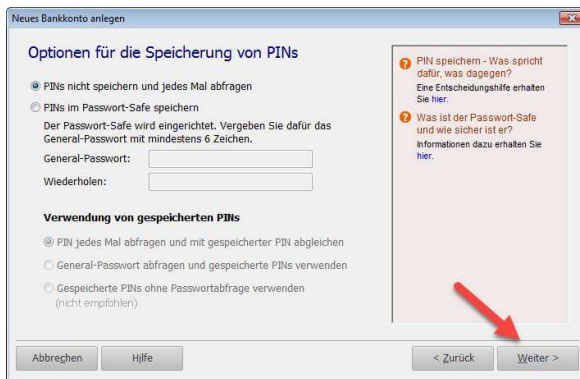 Neues Bankkonto anlegen
Optionen für die Speicherung von PINs
PINs nicht speichern und jedes Mal abfragen
PINs im Passwort-Safe speichern
Der Passwort-Safe wird eingerichtet. Vergeben Sie dafür das
General-Passwort mit mindestens 6 Zeichen.
General-Passwort:
Wiederholen:
Verwendung von gespeicherten PINs
PIN jedes Mal abfragen und mit gespeicherter PIN abgleichen
General-Passwort abfragen und gespeicherte PINs verwenden
Gespeicherte PINs ohne Passwortabfrage verwenden
(nicht empfohlen)
PIN speichern - Was spricht
dafür, was dagegen?
Eine Entscheidungshilfe erhalten
Sie hier.
Was ist der Passwort-Safe
und wie sicher ist er?
Informationen dazu erhalten Sie
hier.
Abbrechen
Hilfe
< Zurück
Weiter >